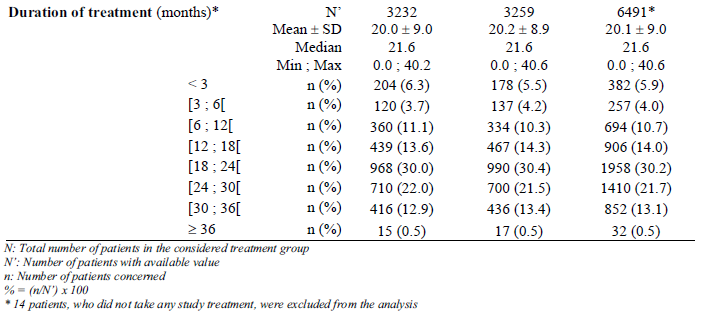 Duration of treatment (months)* N’ 3232 3259 6491*
Mean ± SD 20.0 ± 9.0 20.2 ± 8.9 20.1 ± 9.0
Median 21.6 21.6 21.6
Min ; Max 0.0 ; 40.2 0.0 ; 40.6 0.0 ; 40.6
< 3 n (%) 204 (6.3) 178 (5.5) 382 (5.9)
[3 ; 6[ n (%) 120 (3.7) 137 (4.2) 257 (4.0)
[6 ; 12[ n (%) 360 (11.1) 334 (10.3) 694 (10.7)
[12 ; 18[ n (%) 439 (13.6) 467 (14.3) 906 (14.0)
[18 ; 24[ n (%) 968 (30.0) 990 (30.4) 1958 (30.2)
[24 ; 30[ n (%) 710 (22.0) 700 (21.5) 1410 (21.7)
[30 ; 36[ n (%) 416 (12.9) 436 (13.4) 852 (13.1)
≥ 36 n (%) 15 (0.5) 17 (0.5) 32 (0.5)
N: Total number of patients in the considered treatment group
N’: Number of patients with available value
n: Number of patients concerned
% = (n/N’) x 100
* 14 patients, who did not take any study treatment, were excluded from the analysis